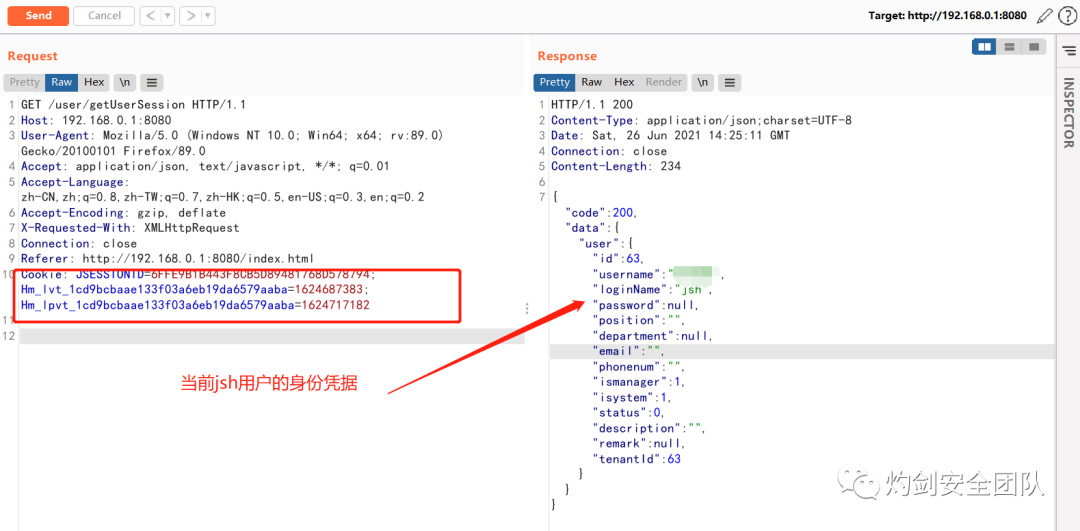 Send Cancel < > Target: http://192.168.0.1:8080
Request
Pretty Raw Hex \n
1 GET /user/getUserSession HTTP/1.1
2 Host: 192.168.0.1:8080
3 User-Agent: Mozilla/5.0 (Windows NT 10.0; Win64; x64; rv:89.0)
Gecko/20100101 Firefox/89.0
4 Accept: application/json, text/javascript, */*; q=0.01
5 Accept-Language:
zh-CN,zh;q=0.8,zh-TW;q=0.7,zh-HK;q=0.5,en-US;q=0.3,en;q=0.2
6 Accept-Encoding: gzip, deflate
7 X-Requested-With: XMLHttpRequest
8 Connection: close
9 Referer: http://192.168.0.1:8080/index.html
10 Cookie: JSESSIONID=6FFE9B1B443F8CB5D89481768D578794;
Hm_lvt_1cd9bcbaae133f03a6eb19da6579aaba=1624687383;
Hm_lpvt_1cd9bcbaae133f03a6eb19da6579aaba=1624717182
11
12
当前jsh用户的身份凭据
Response
Pretty Raw Hex Render \n
1 HTTP/1.1 200
2 Content-Type: application/json;charset=UTF-8
3 Date: Sat, 26 Jun 2021 14:25:11 GMT
4 Connection: close
5 Content-Length: 234
6
7 {
"code":200,
"data":{
"user":{
"id":63,
"username":" ,
"loginName":"jsh",
"password":null,
"position":"",
"department":null,
"email":"",
"phonenum":"",
"ismanager":1,
"isystem":1,
"status":0,
"description":"",
"remark":null,
"tenantId":63
}
}
}
INSPECTOR
灼剑安全团队